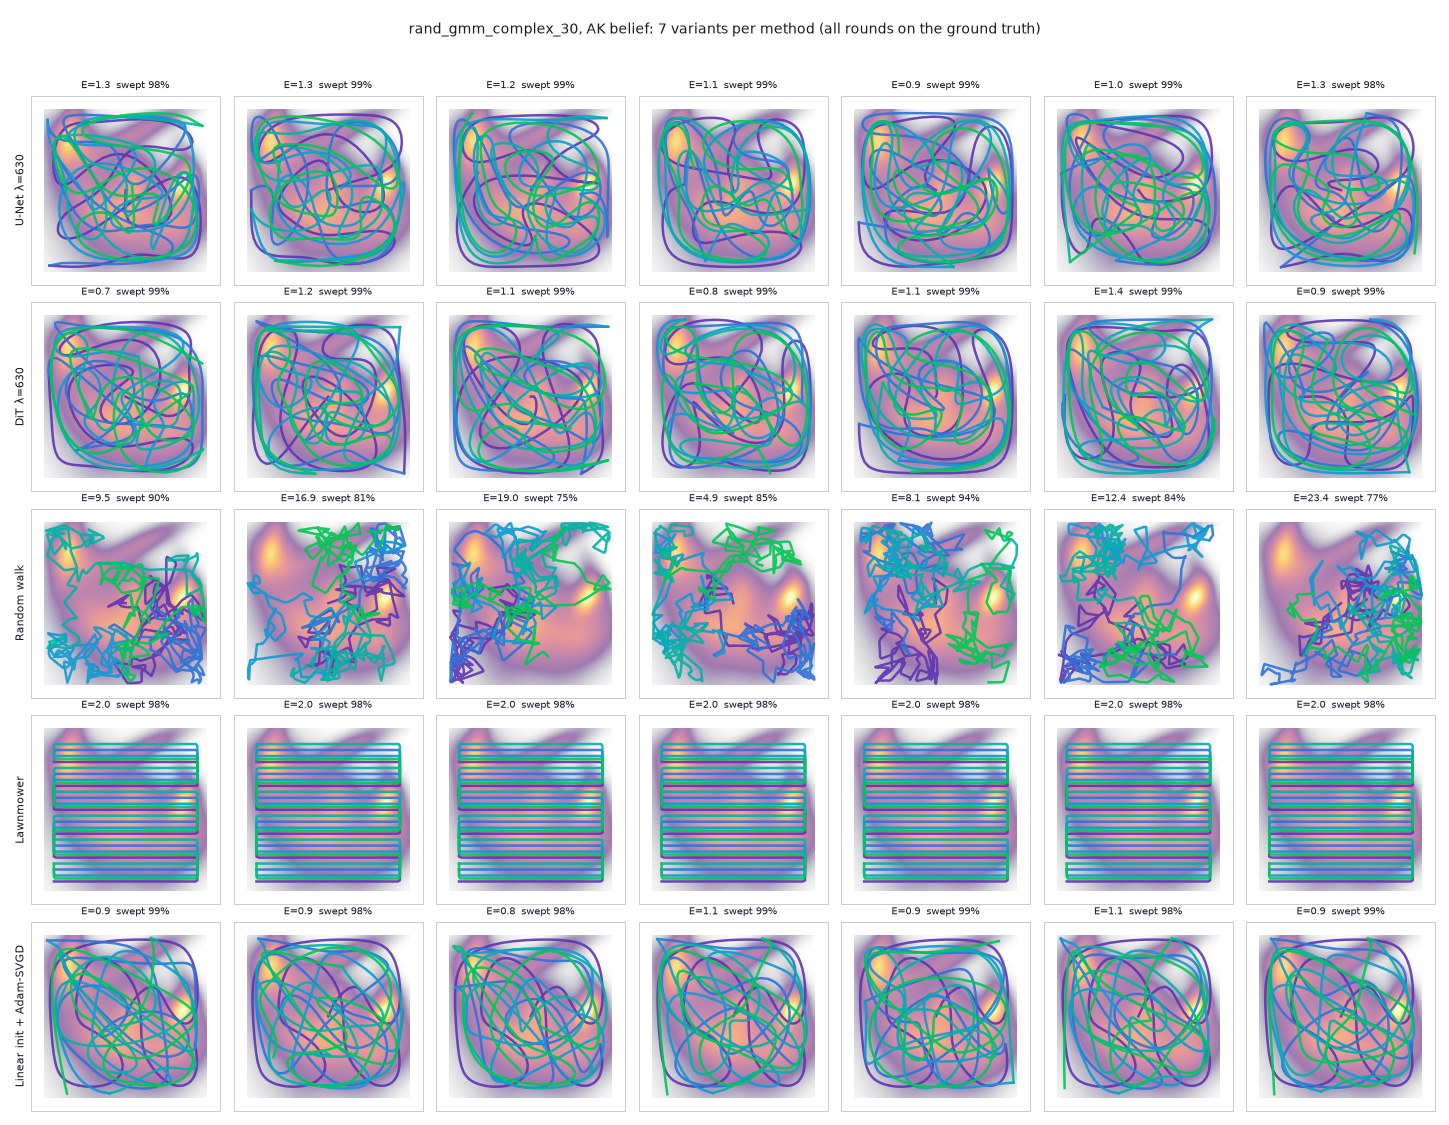 rand_gmm_complex_30, AK belief: 7 variants per method (all rounds on the ground truth)
E=1.3 swept 98% E=1.3 swept 99% E=1.2 swept 99% E=1.1 swept 99% E=0.9 swept 99% E=1.0 swept 99% E=1.3 swept 98%
U-Net λ=630
E=0.7 swept 99% E=1.2 swept 99% E=1.1 swept 99% E=0.8 swept 99% E=1.1 swept 99% E=1.4 swept 99% E=0.9 swept 99%
DiT λ=630
E=9.5 swept 90% E=16.9 swept 81% E=19.0 swept 75% E=4.9 swept 85% E=8.1 swept 94% E=12.4 swept 84% E=23.4 swept 77%
Random walk
E=2.0 swept 98% E=2.0 swept 98% E=2.0 swept 98% E=2.0 swept 98% E=2.0 swept 98% E=2.0 swept 98% E=2.0 swept 98%
Lawnmower
E=0.9 swept 99% E=0.9 swept 98% E=0.8 swept 98% E=1.1 swept 99% E=0.9 swept 99% E=1.1 swept 98% E=0.9 swept 99%
Linear init + Adam-SVGD